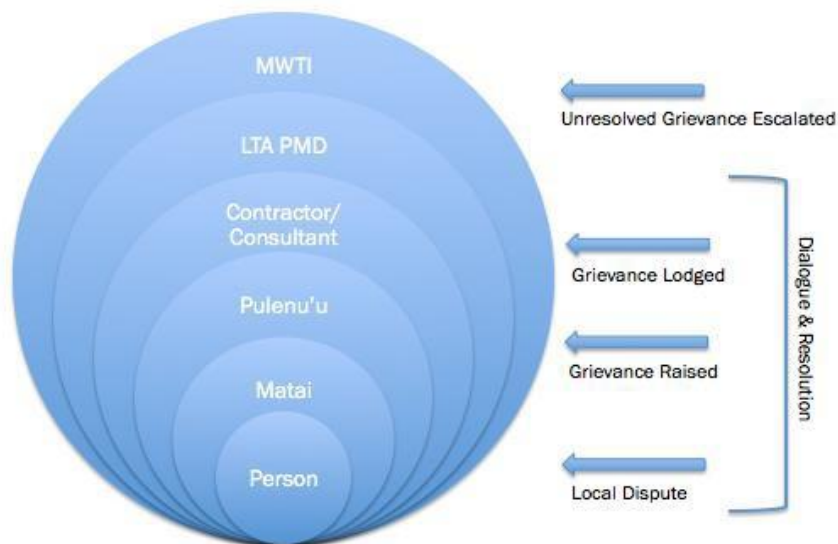 MWTI
LTA PMD
Contractor/
Consultant
Pulenu'u
Matai
Person
Unresolved Grievance Escalated
Grievance Lodged
Grievance Raised
Local Dispute
Dialogue & Resolution